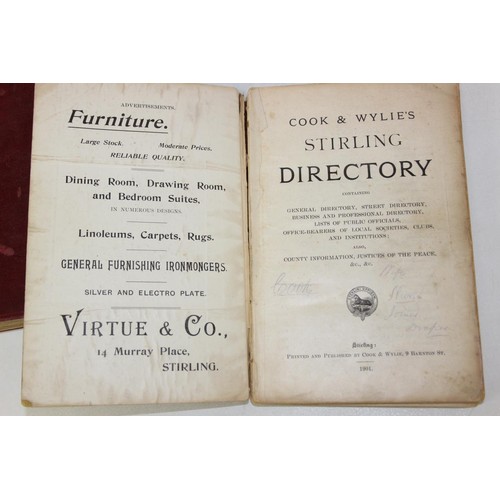 ADVERTISEMENTS.
Furniture.
Large Stock. Moderate Prices.
RELIABLE QUALITY.
Dining Room, Drawing Room,
and Bedroom Suites,
IN NUMEROUS DESIGNS.
Linoleums, Carpets, Rugs.
GENERAL FURNISHING IRONMONGERS.
SILVER AND ELECTRO PLATE.
VIRTUE & CO.,
14 Murray Place,
STIRLING.
COOK & WYLIE'S
STIRLING
DIRECTORY
CONTAINING
GENERAL DIRECTORY, STREET DIRECTORY,
BUSINESS AND PROFESSIONAL DIRECTORY,
LISTS OF PUBLIC OFFICIALS,
OFFICE-BEARERS OF LOCAL SOCIETIES, CLUBS,
AND INSTITUTIONS;
ALSO,
COUNTY INFORMATION, JUSTICES OF THE PEACE,
&c., &c.
Stirling:
PRINTED AND PUBLISHED BY COOK & WYLIE, 9 BARNTON ST.
1901.